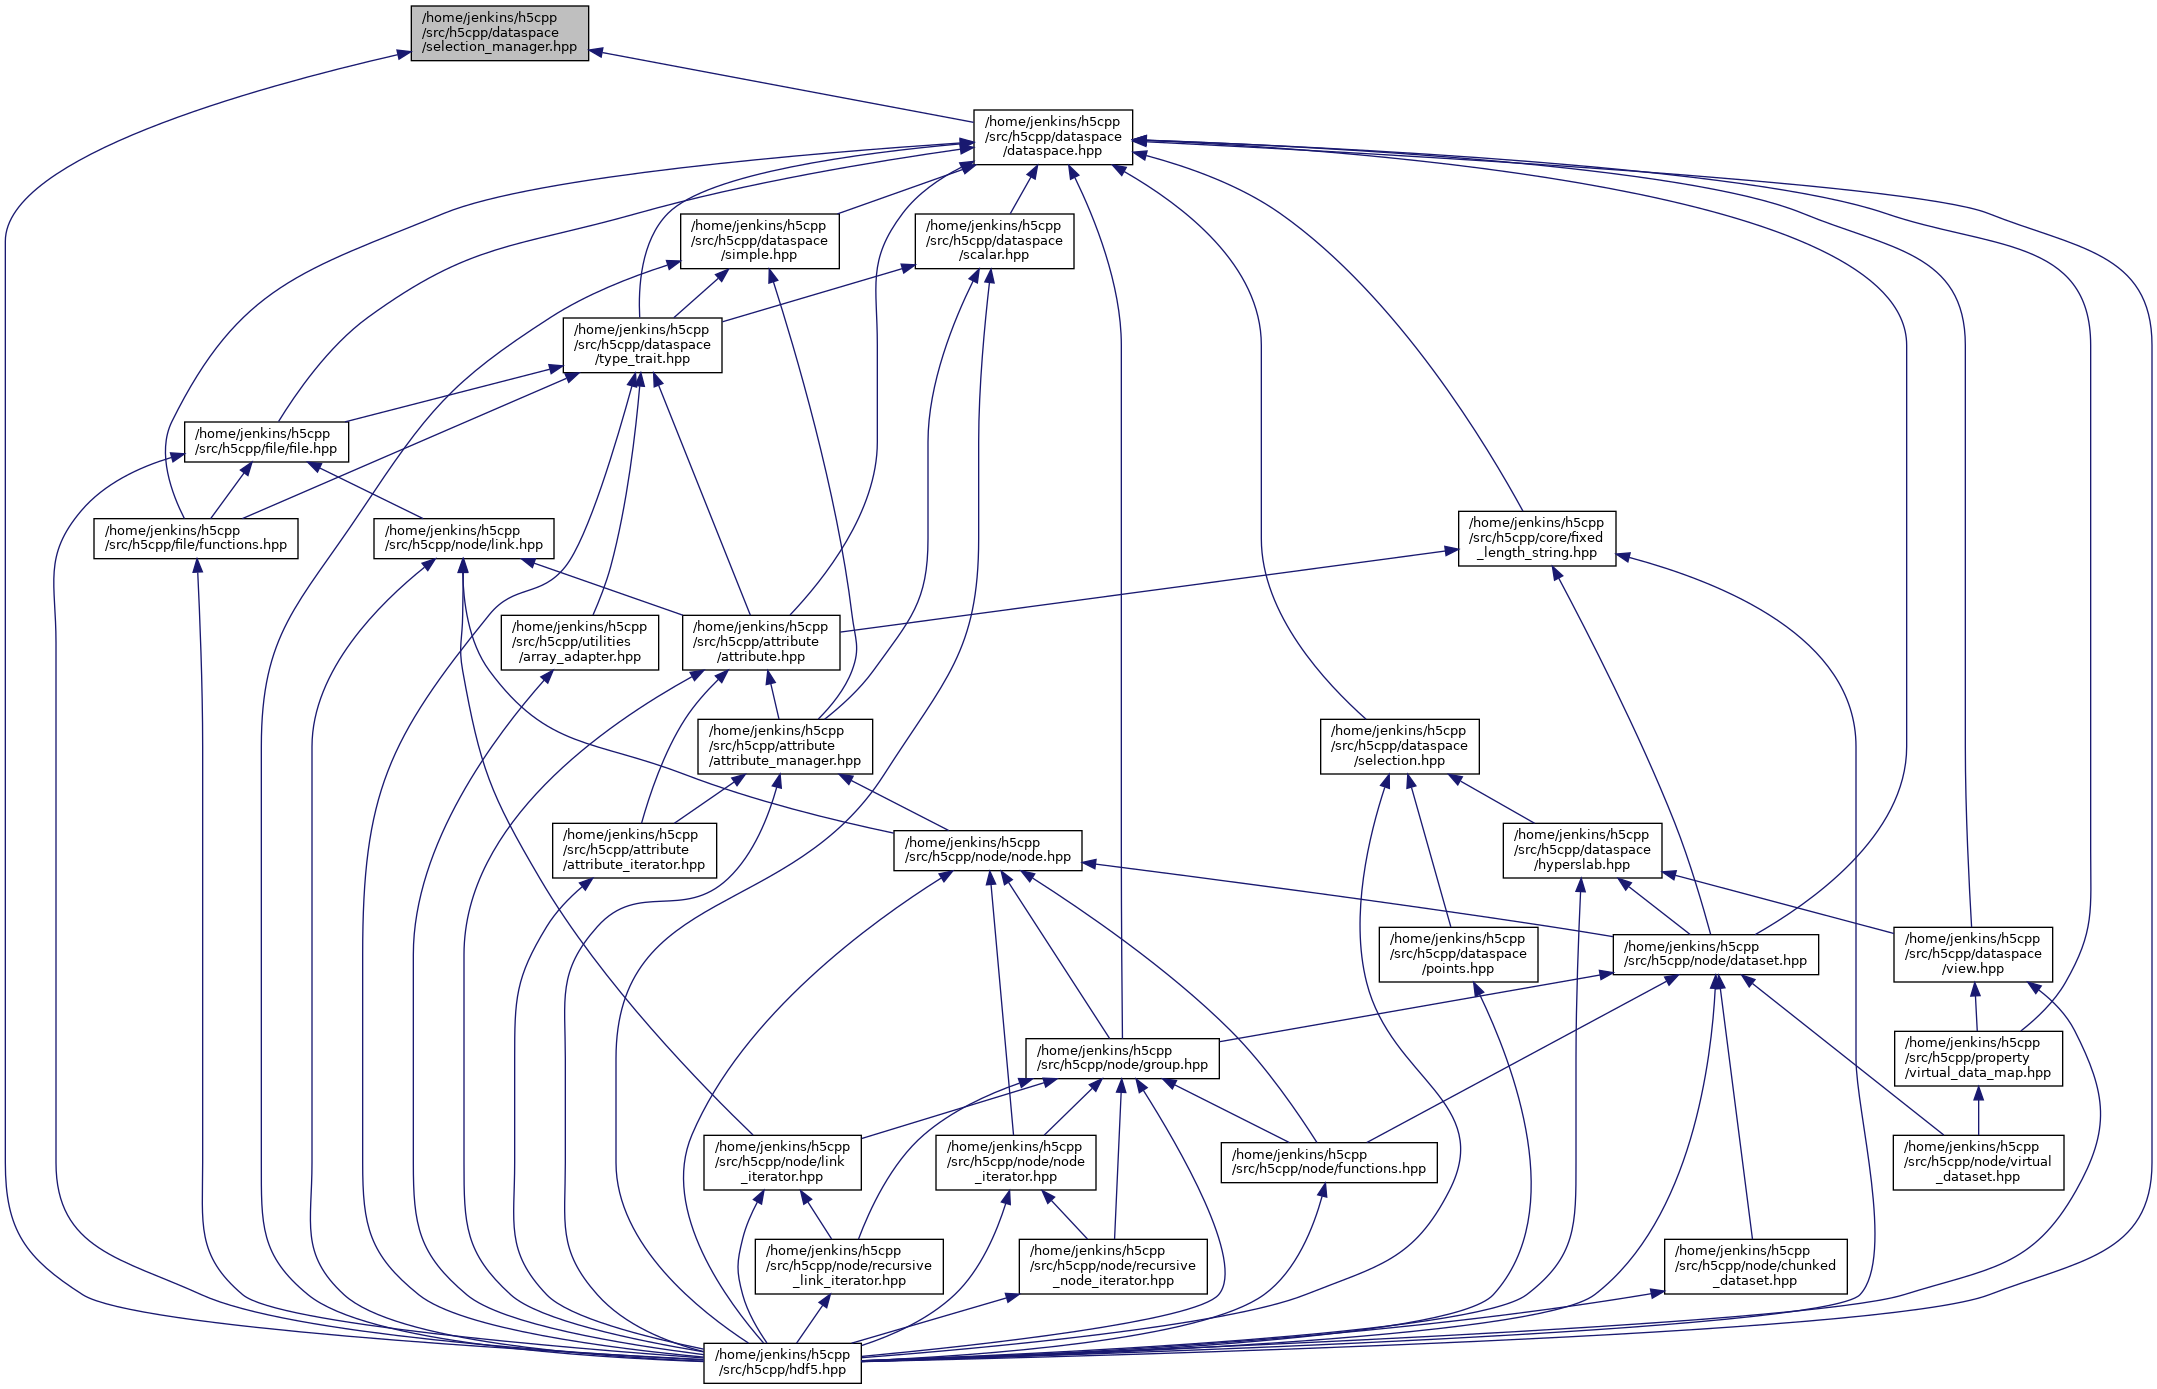 /home/jenkins/h5cpp
/src/h5cpp/dataspace
/selection_manager.hpp
/home/jenkins/h5cpp
/src/h5cpp/dataspace
/dataspace.hpp
/home/jenkins/h5cpp
/src/h5cpp/dataspace
/simple.hpp
/home/jenkins/h5cpp
/src/h5cpp/dataspace
/scalar.hpp
/home/jenkins/h5cpp
/src/h5cpp/dataspace
/type_trait.hpp
/home/jenkins/h5cpp
/src/h5cpp/file/file.hpp
/home/jenkins/h5cpp
/src/h5cpp/file/functions.hpp
/home/jenkins/h5cpp
/src/h5cpp/node/link.hpp
/home/jenkins/h5cpp
/src/h5cpp/core/fixed
_length_string.hpp
/home/jenkins/h5cpp
/src/h5cpp/utilities
/array_adapter.hpp
/home/jenkins/h5cpp
/src/h5cpp/attribute
/attribute.hpp
/home/jenkins/h5cpp
/src/h5cpp/attribute
/attribute_manager.hpp
/home/jenkins/h5cpp
/src/h5cpp/dataspace
/selection.hpp
/home/jenkins/h5cpp
/src/h5cpp/attribute
/attribute_iterator.hpp
/home/jenkins/h5cpp
/src/h5cpp/node/node.hpp
/home/jenkins/h5cpp
/src/h5cpp/dataspace
/hyperslab.hpp
/home/jenkins/h5cpp
/src/h5cpp/dataspace
/points.hpp
/home/jenkins/h5cpp
/src/h5cpp/node/dataset.hpp
/home/jenkins/h5cpp
/src/h5cpp/dataspace
/view.hpp
/home/jenkins/h5cpp
/src/h5cpp/node/group.hpp
/home/jenkins/h5cpp
/src/h5cpp/property
/virtual_data_map.hpp
/home/jenkins/h5cpp
/src/h5cpp/node/link
_iterator.hpp
/home/jenkins/h5cpp
/src/h5cpp/node/node
_iterator.hpp
/home/jenkins/h5cpp
/src/h5cpp/node/functions.hpp
/home/jenkins/h5cpp
/src/h5cpp/node/virtual
_dataset.hpp
/home/jenkins/h5cpp
/src/h5cpp/node/recursive
_link_iterator.hpp
/home/jenkins/h5cpp
/src/h5cpp/node/recursive
_node_iterator.hpp
/home/jenkins/h5cpp
/src/h5cpp/node/chunked
_dataset.hpp
/home/jenkins/h5cpp
/src/h5cpp/hdf5.hpp